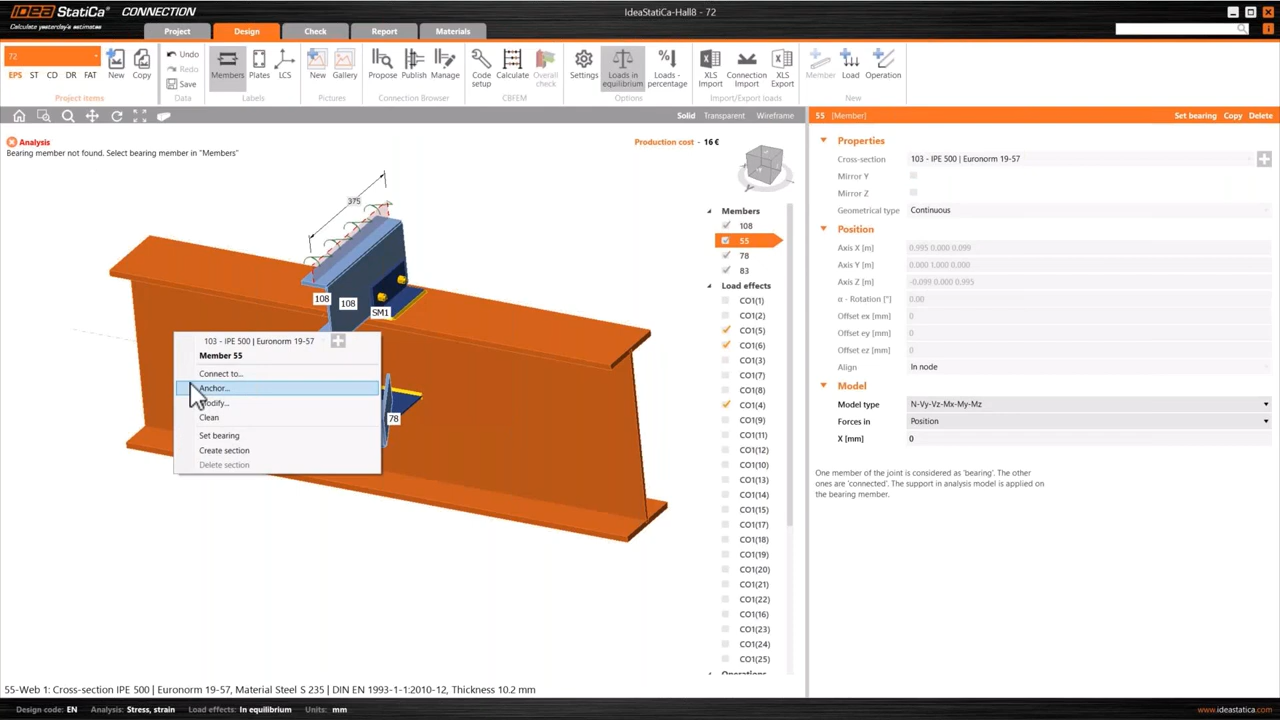 IDEA StatiCa® CONNECTION
Calculate yesterday's estimates
IdeaStatiCa-Hall8 - 72
Project
Design
Check
Report
Materials
72
EPS ST CD DR FAT
New
Copy
Project items
Undo
Redo
Save
Data
Members
Plates
LCS
Labels
New
Gallery
Pictures
Propose
Publish
Manage
Connection Browser
Code setup
Calculate
Overall check
CBFEM
Settings
Loads in equilibrium
Loads - percentage
Options
XLS Import
Connection Import
XLS Export
Import/Export loads
Member
Load
Operation
New
Solid Transparent Wireframe
Analysis
Bearing member not found. Select bearing member in "Members"
Production cost - 16 €
375
108
108
SM1
78
103 - IPE 500 | Euronorm 19-57
Member 55
Connect to...
Anchor...
Modify...
Clean
Set bearing
Create section
Delete section
Members
108
55
78
83
Load effects
CO1(1)
CO1(2)
CO1(5)
CO1(6)
CO1(3)
CO1(7)
CO1(8)
CO1(4)
CO1(9)
CO1(11)
CO1(12)
CO1(10)
CO1(13)
CO1(14)
CO1(15)
CO1(17)
CO1(18)
CO1(19)
CO1(20)
CO1(21)
CO1(22)
CO1(16)
CO1(23)
CO1(24)
CO1(25)
Operations
55 [Member]
Set bearing Copy Delete
Properties
Cross-section 103 - IPE 500 | Euronorm 19-57
Mirror Y
Mirror Z
Geometrical type Continuous
Position
Axis X [m] 0.995 0.000 0.099
Axis Y [m] 0.000 1.000 0.000
Axis Z [m] -0.099 0.000 0.995
α - Rotation [°] 0.00
Offset ex [mm] 0
Offset ey [mm] 0
Offset ez [mm] 0
Align In node
Model
Model type N-Vy-Vz-Mx-My-Mz
Forces in Position
X [mm] 0
One member of the joint is considered as 'bearing'. The other
ones are 'connected'. The support in analysis model is applied on
the bearing member.
55-Web 1: Cross-section IPE 500 | Euronorm 19-57, Material Steel S 235 | DIN EN 1993-1-1:2010-12, Thickness 10.2 mm
Design code: EN Analysis: Stress, strain Load effects: In equilibrium Units: mm
www.ideastatica.com